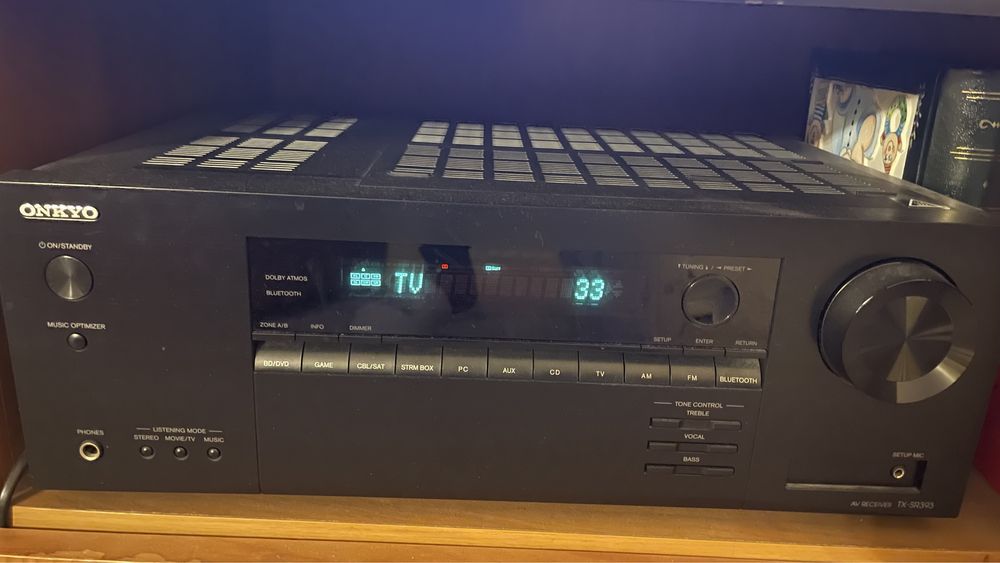 ONKYO
ON/STANDBY
MUSIC OPTIMIZER
DOLBY ATMOS
BLUETOOTH
TV
33
TUNING / PRESET
ZONE A/B INFO DIMMER
SETUP ENTER RETURN
BD/DVD GAME CBL/SAT STRM BOX PC AUX CD TV AM FM BLUETOOTH
TONE CONTROL
TREBLE
VOCAL
BASS
PHONES
LISTENING MODE
STEREO MOVIE/TV MUSIC
SETUP MIC
AV RECEIVER TX-SR393
2